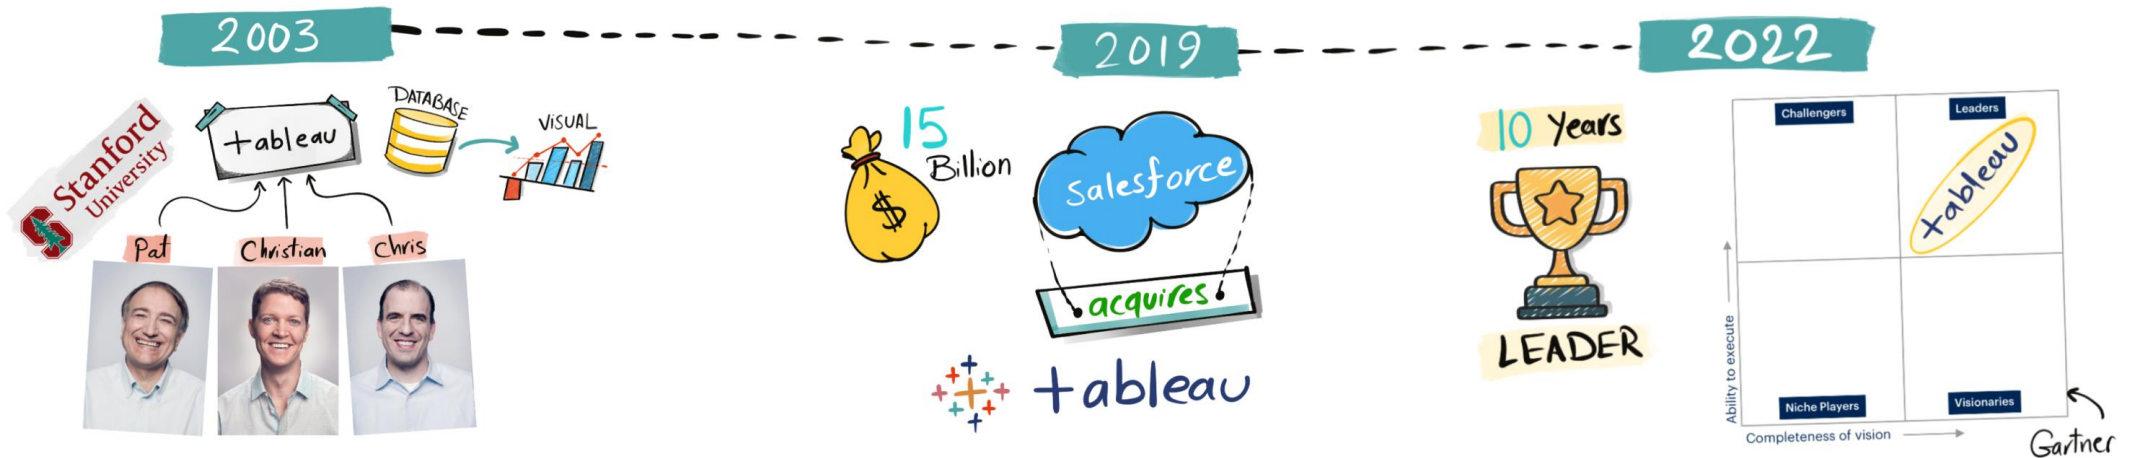 2003
2019
2022
Stanford
University
tableau
DATABASE
VISUAL
Pat
Christian
Chris
15
Billion
$
salesforce
acquires
tableau
10 Years
LEADER
Challengers
Leaders
tableau
Niche Players
Visionaries
Ability to execute
Completeness of vision
Gartner